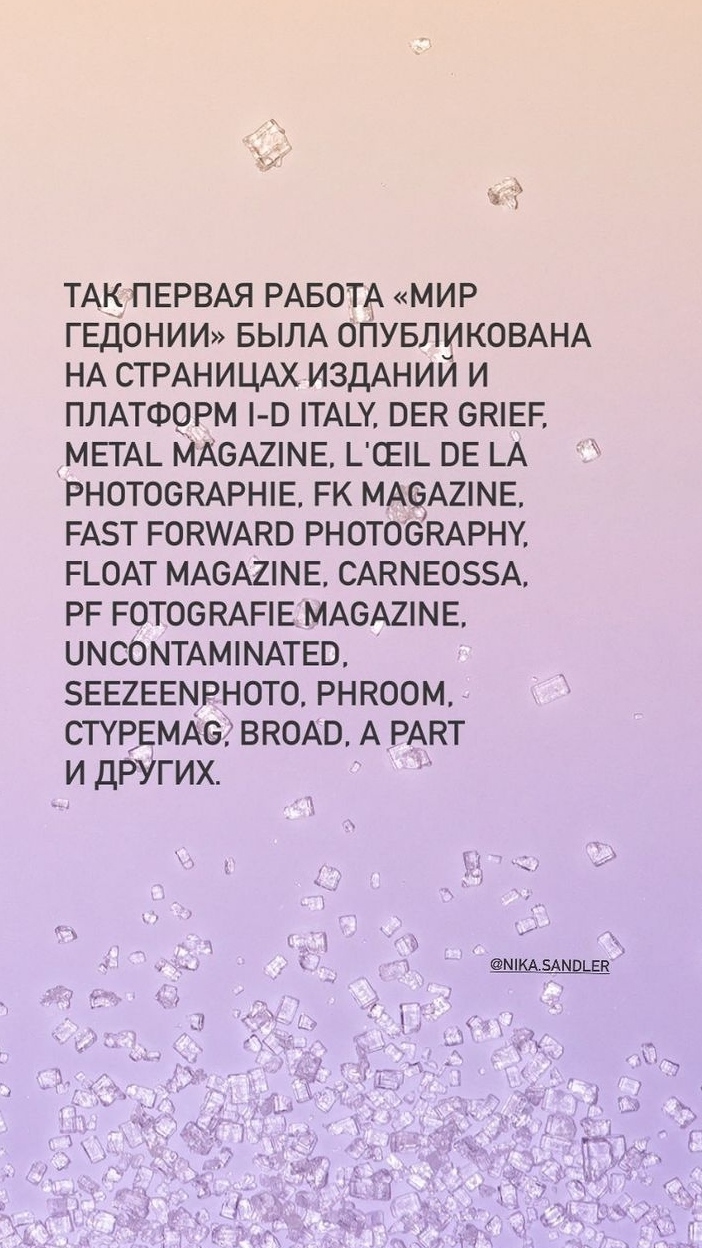 ТАК ПЕРВАЯ РАБОТА «МИР
ГЕДОНИИ» БЫЛА ОПУБЛИКОВАНА
НА СТРАНИЦАХ ИЗДАНИЙ И
ПЛАТФОРМ I-D ITALY, DER GRIEF,
METAL MAGAZINE, L'ŒIL DE LA
PHOTOGRAPHIE, FK MAGAZINE,
FAST FORWARD PHOTOGRAPHY,
FLOAT MAGAZINE, CARNEOSSA,
PF FOTOGRAFIE MAGAZINE,
UNCONTAMINATED,
SEEZEENPHOTO, PHROOM,
CTYPEMAG, BROAD, A PART
И ДРУГИХ.
@NIKA.SANDLER